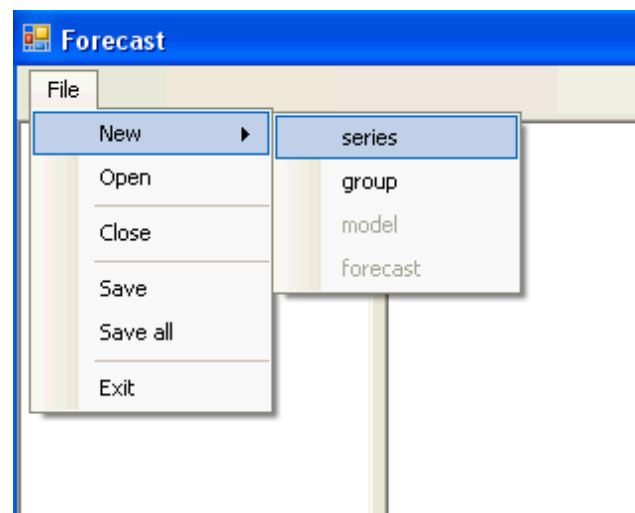 Forecast
File
New
Open
Close
Save
Save all
Exit
series
group
model
forecast